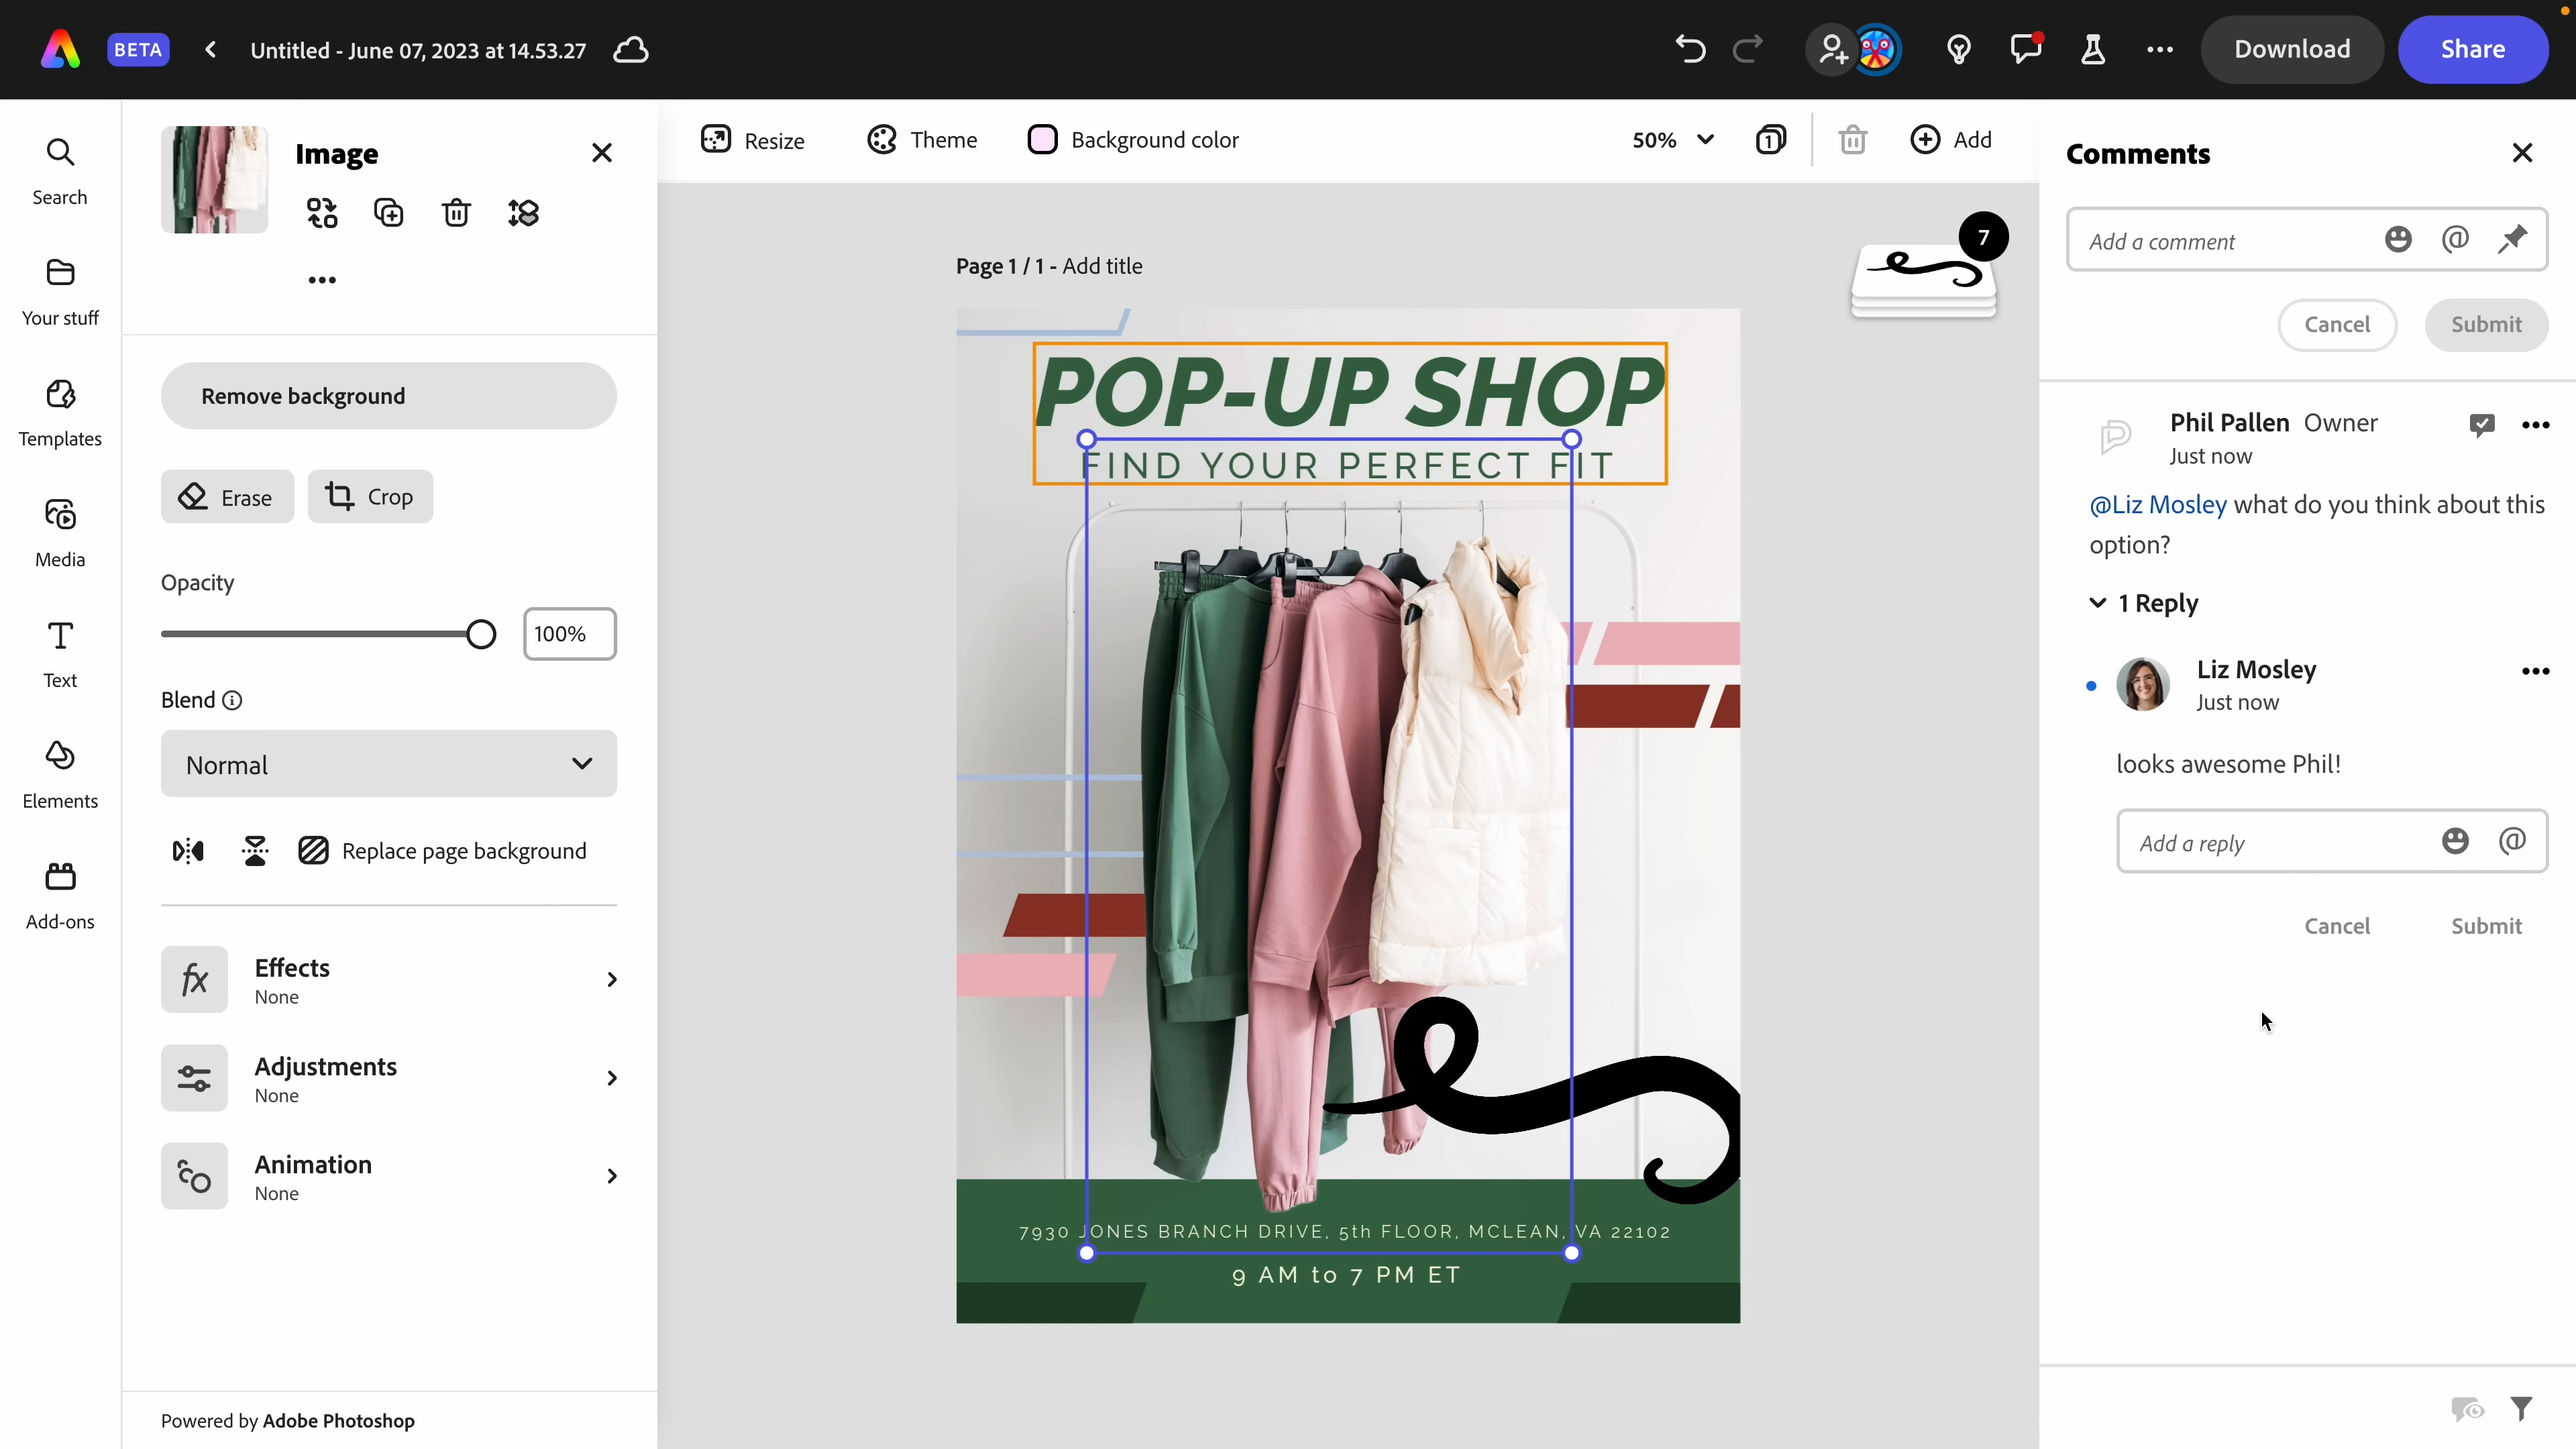 BETA
Untitled - June 07, 2023 at 14.53.27
Download
Share
Search
Your stuff
Templates
Media
Text
Elements
Add-ons
Image
Remove background
Erase
Crop
Opacity
100%
Blend
Normal
Replace page background
Effects
None
Adjustments
None
Animation
None
Powered by Adobe Photoshop
Resize
Theme
Background color
50%
1
Add
Page 1 / 1 - Add title
7
POP-UP SHOP
FIND YOUR PERFECT FIT
7930 JONES BRANCH DRIVE, 5th FLOOR, MCLEAN, VA 22102
9 AM to 7 PM ET
Comments
Add a comment
Cancel
Submit
Phil Pallen Owner
Just now
@Liz Mosley what do you think about this
option?
1 Reply
Liz Mosley
Just now
looks awesome Phil!
Add a reply
Cancel
Submit